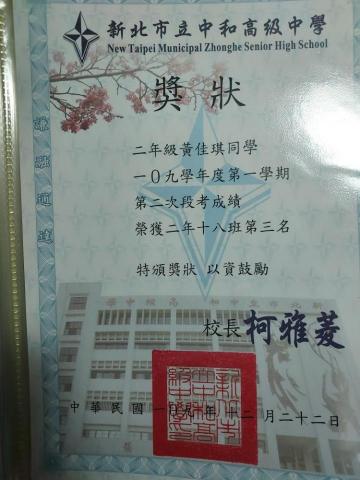 新北市立中和高級中學
New Taipei Municipal Zhonghe Senior High School
獎狀
二年級黃佳琪同學
一０九學年度第一學期
第二次段考成績
榮獲二年十八班第三名
特頒獎狀 以資鼓勵
校長 柯雅菱
中華民國一０九年十二月二十二日